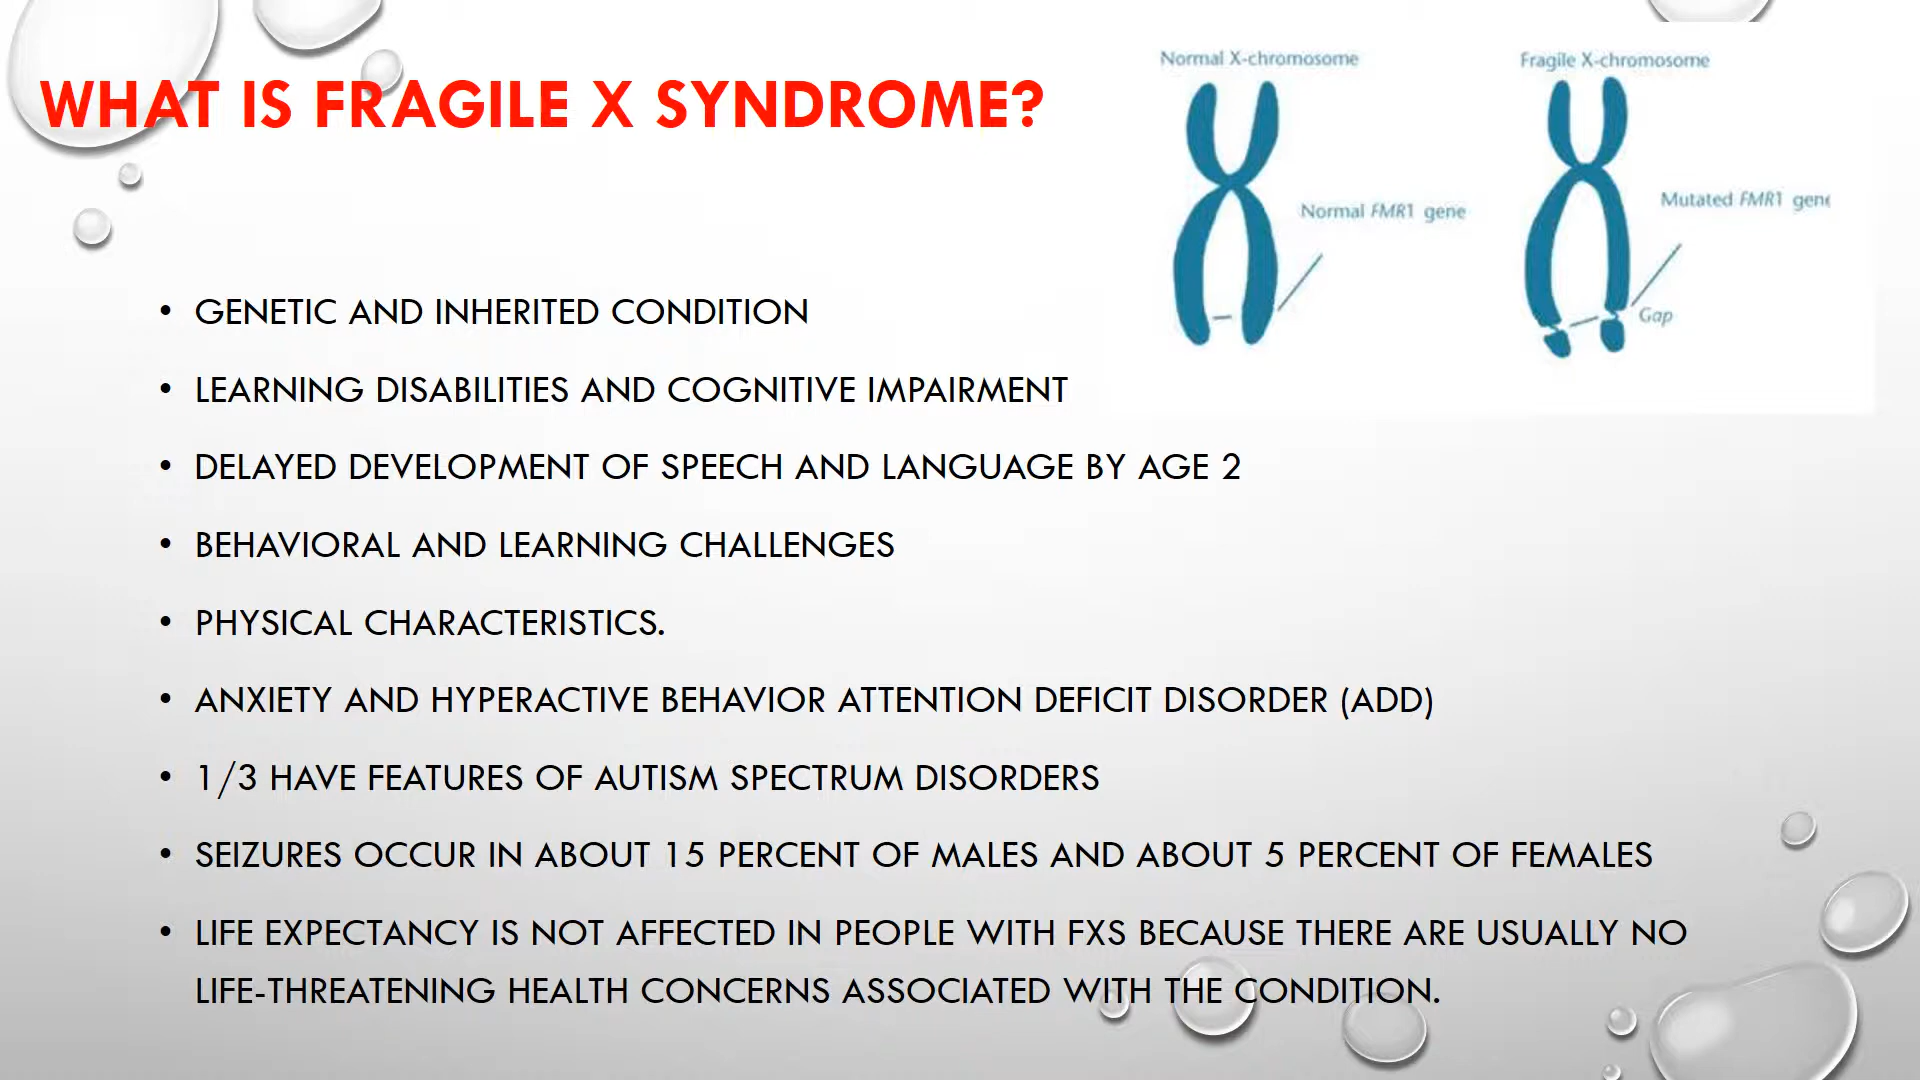 WHAT IS FRAGILE X SYNDROME?
Normal X-chromosome
Fragile X-chromosome
Normal FMR1 gene
Mutated FMR1 gene
Gap
• GENETIC AND INHERITED CONDITION
• LEARNING DISABILITIES AND COGNITIVE IMPAIRMENT
• DELAYED DEVELOPMENT OF SPEECH AND LANGUAGE BY AGE 2
• BEHAVIORAL AND LEARNING CHALLENGES
• PHYSICAL CHARACTERISTICS.
• ANXIETY AND HYPERACTIVE BEHAVIOR ATTENTION DEFICIT DISORDER (ADD)
• 1/3 HAVE FEATURES OF AUTISM SPECTRUM DISORDERS
• SEIZURES OCCUR IN ABOUT 15 PERCENT OF MALES AND ABOUT 5 PERCENT OF FEMALES
• LIFE EXPECTANCY IS NOT AFFECTED IN PEOPLE WITH FXS BECAUSE THERE ARE USUALLY NO
LIFE-THREATENING HEALTH CONCERNS ASSOCIATED WITH THE CONDITION.